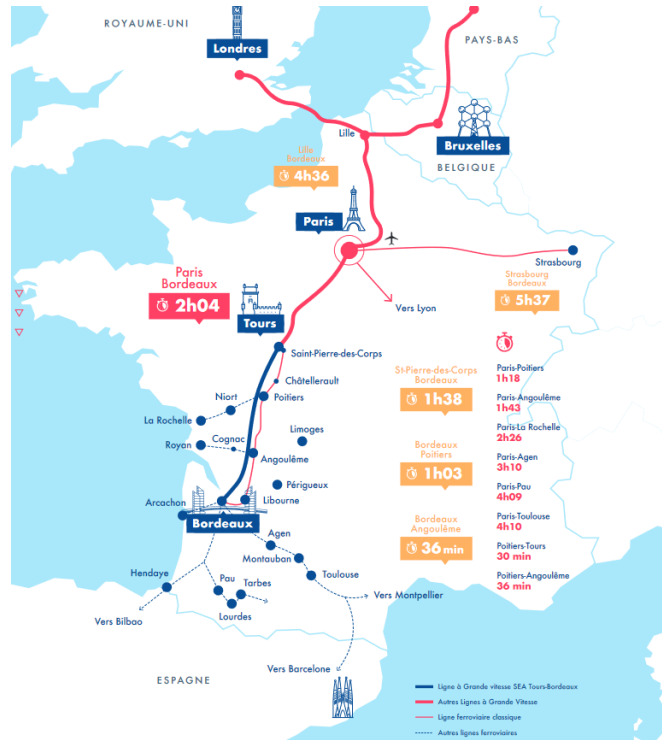 ROYAUME-UNI
Londres
PAYS-BAS
Lille
Bruxelles
BELGIQUE
Lille
Bordeaux
4h36
Paris
Strasbourg
Paris
Bordeaux
2h04
Strasbourg
Bordeaux
5h37
Vers Lyon
Tours
Saint-Pierre-des-Corps
Châtellerault
Niort
Poitiers
La Rochelle
Cognac
Royan
Limoges
Angoulême
Périgueux
Arcachon
Libourne
Bordeaux
Agen
Montauban
Toulouse
Hendaye
Pau
Tarbes
Lourdes
Vers Bilbao
Vers Montpellier
Vers Barcelone
ESPAGNE
St-Pierre-des-Corps
Bordeaux
1h38
Bordeaux
Poitiers
1h03
Bordeaux
Angoulême
36 min
Paris-Poitiers
1h18
Paris-Angoulême
1h43
Paris-La Rochelle
2h26
Paris-Agen
3h10
Paris-Pau
4h09
Paris-Toulouse
4h10
Poitiers-Tours
30 min
Poitiers-Angoulême
36 min
Ligne à Grande vitesse SEA Tours-Bordeaux
Autres Lignes à Grande Vitesse
Ligne ferroviaire classique
Autres lignes ferroviaires